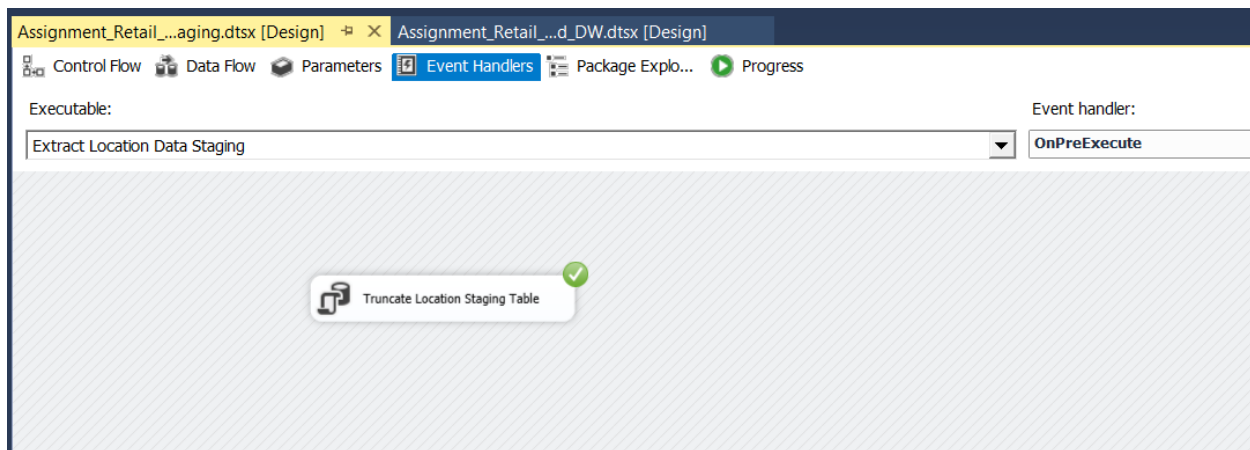 Assignment_Retail_...aging.dtsx [Design] Assignment_Retail_...d_DW.dtsx [Design]
Control Flow Data Flow Parameters Event Handlers Package Explo... Progress
Executable: Event handler:
Extract Location Data Staging OnPreExecute
Truncate Location Staging Table